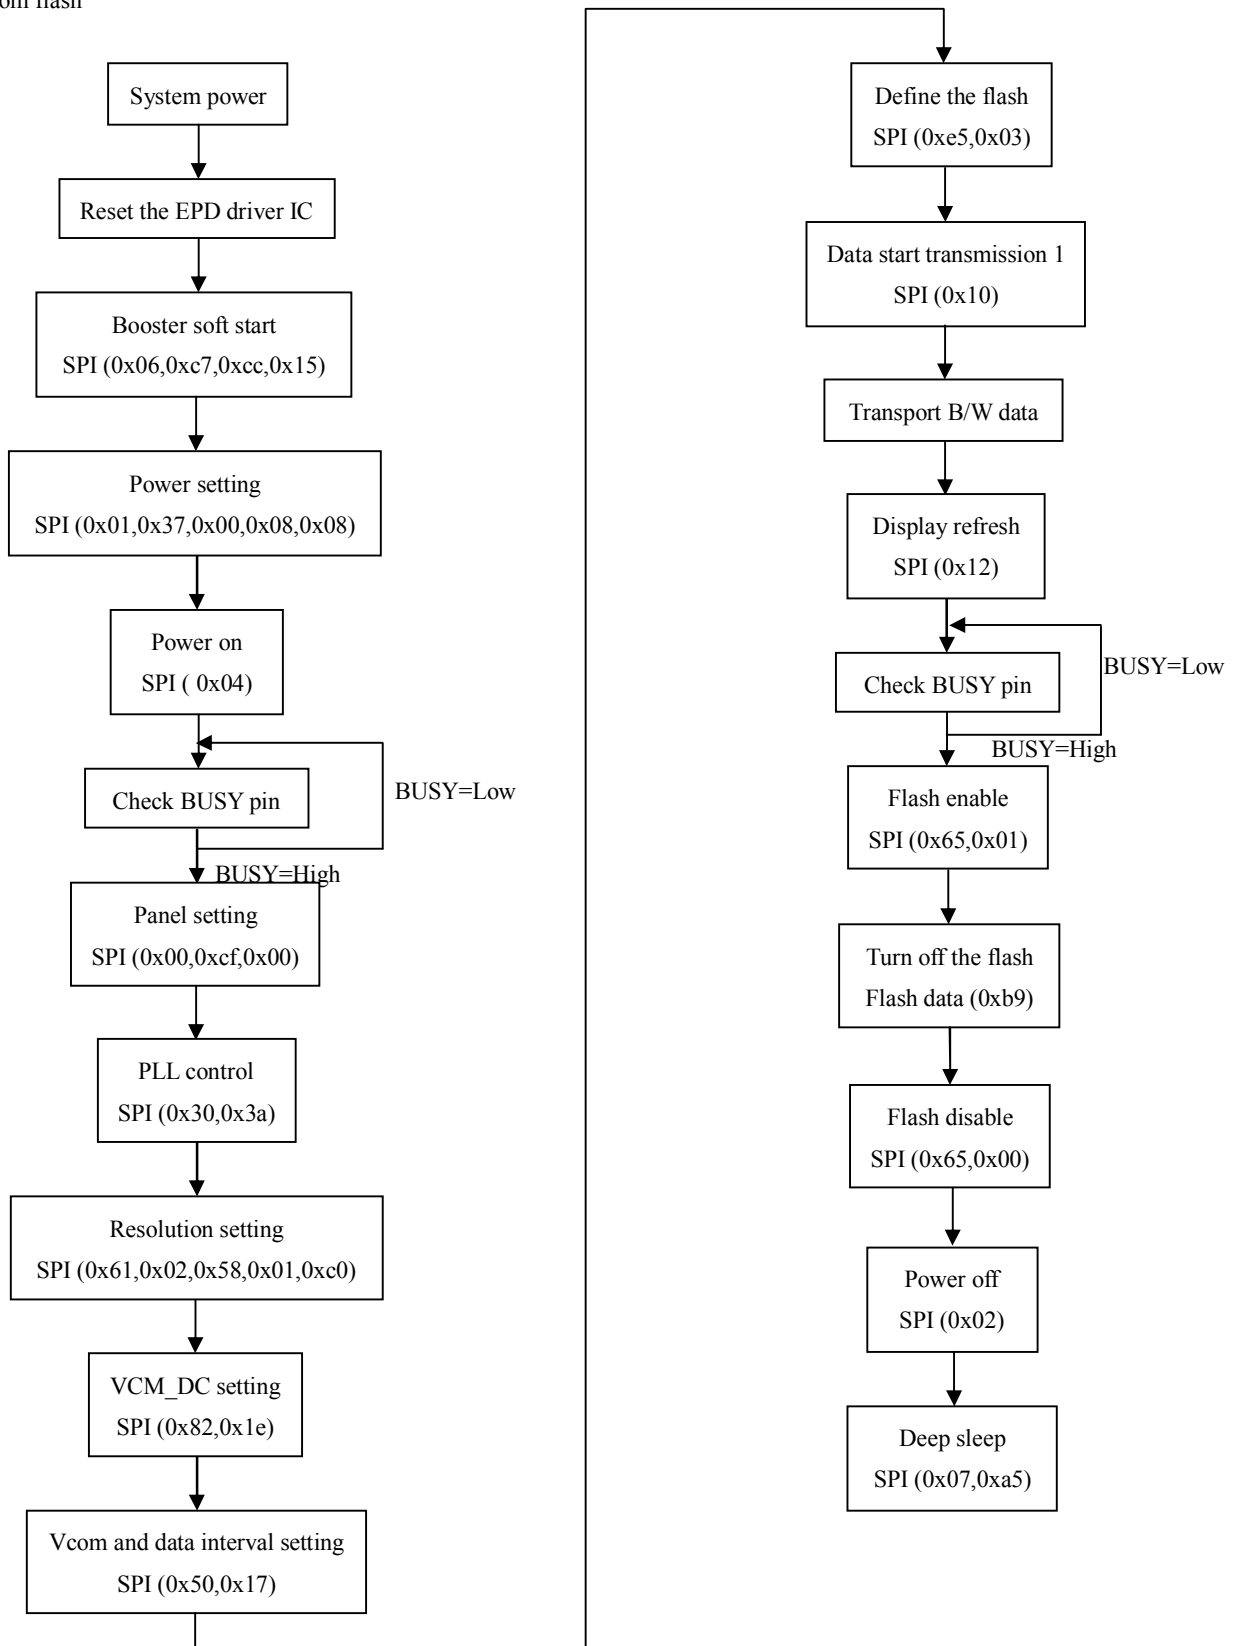 flash
System power
Reset the EPD driver IC
Booster soft start
SPI (0x06,0xc7,0xcc,0x15)
Power setting
SPI (0x01,0x37,0x00,0x08,0x08)
Power on
SPI ( 0x04)
Check BUSY pin
BUSY=Low
BUSY=High
Panel setting
SPI (0x00,0xcf,0x00)
PLL control
SPI (0x30,0x3a)
Resolution setting
SPI (0x61,0x02,0x58,0x01,0xc0)
VCM_DC setting
SPI (0x82,0x1e)
Vcom and data interval setting
SPI (0x50,0x17)
Define the flash
SPI (0xe5,0x03)
Data start transmission 1
SPI (0x10)
Transport B/W data
Display refresh
SPI (0x12)
Check BUSY pin
BUSY=Low
BUSY=High
Flash enable
SPI (0x65,0x01)
Turn off the flash
Flash data (0xb9)
Flash disable
SPI (0x65,0x00)
Power off
SPI (0x02)
Deep sleep
SPI (0x07,0xa5)